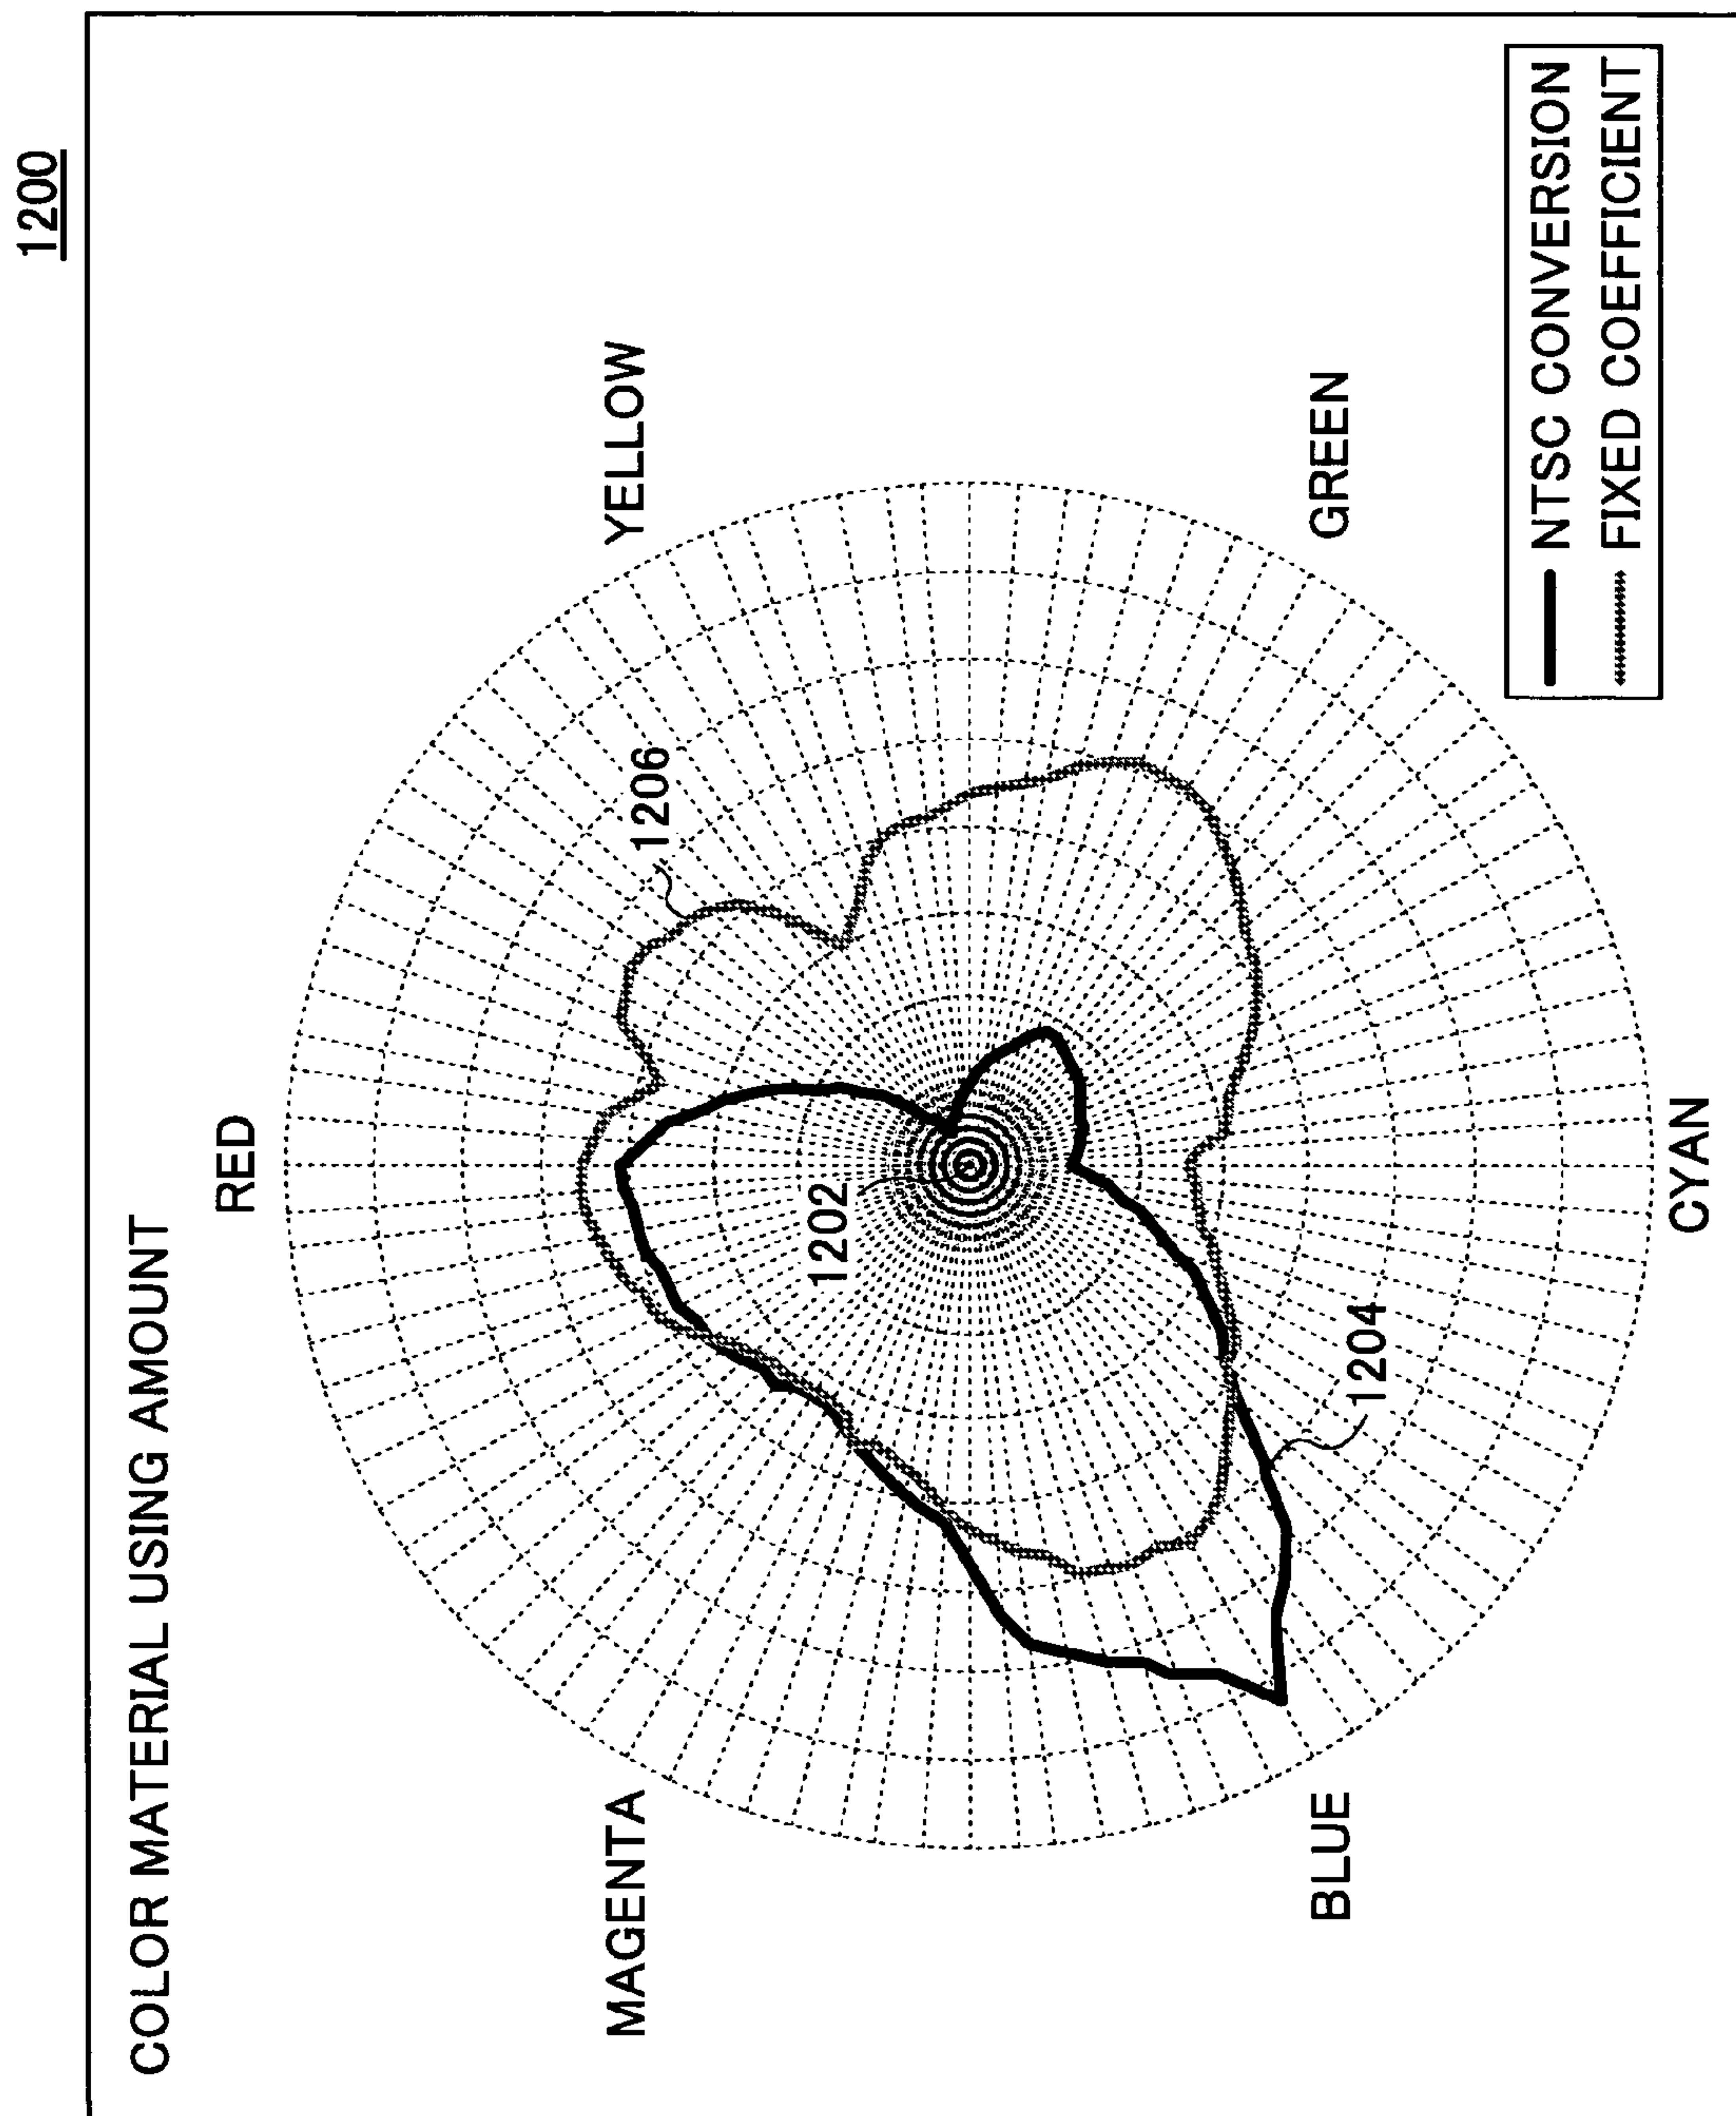 1200
COLOR MATERIAL USING AMOUNT
RED
MAGENTA
YELLOW
1206
1202
1204
BLUE
GREEN
CYAN
NTSC CONVERSION
FIXED COEFFICIENT